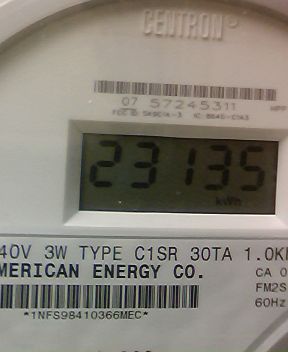 CENTRON
07 57245311
23135
kWh
40V 3W TYPE C1SR 30TA 1.0K
MERICAN ENERGY CO.
CA 0
FM2S
60Hz
*1NFS98410366MEC*